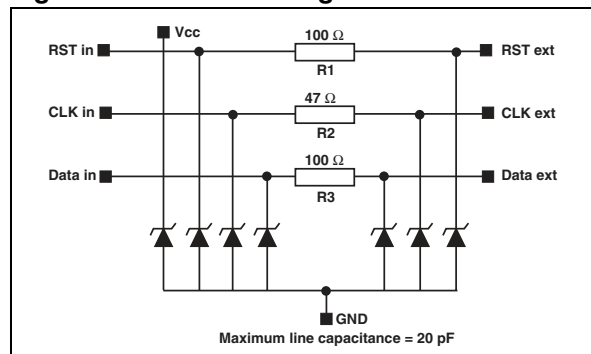 Vcc
100 Ω
RST in
RST ext
R1
47 Ω
CLK in
CLK ext
R2
100 Ω
Data in
Data ext
R3
GND
Maximum line capacitance = 20 pF